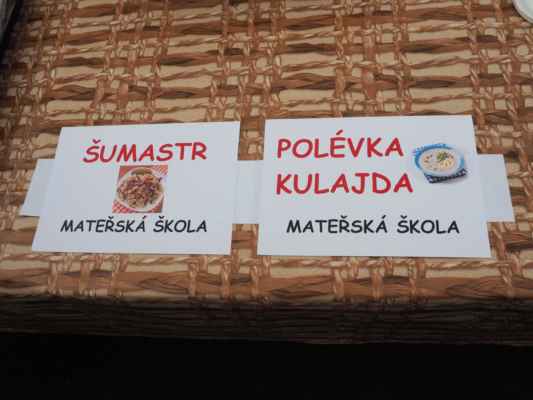 ŠUMASTR
MATEŘSKÁ ŠKOLA
POLÉVKA
KULAJDA
MATEŘSKÁ ŠKOLA